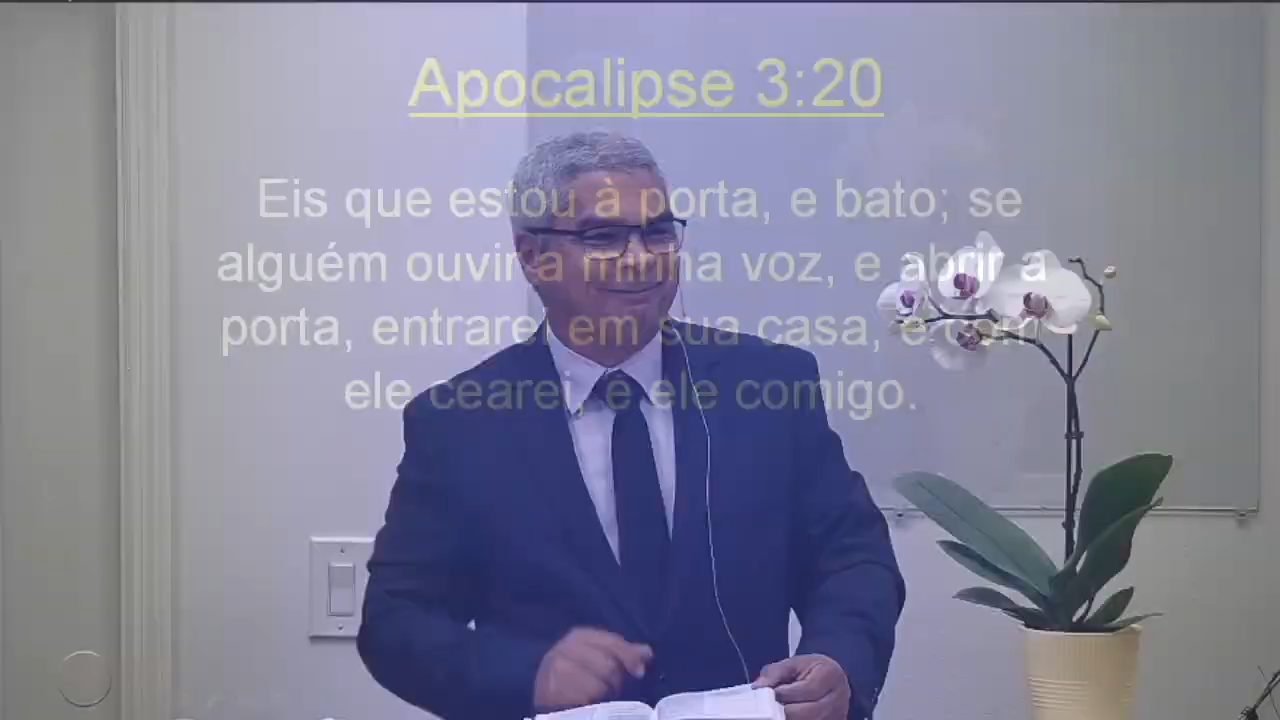 Apocalipse 3:20
Eis que estou à porta, e bato; se
alguém ouvir a minha voz, e abrir a
porta, entrarei em sua casa, e com
ele cearei, e ele comigo.